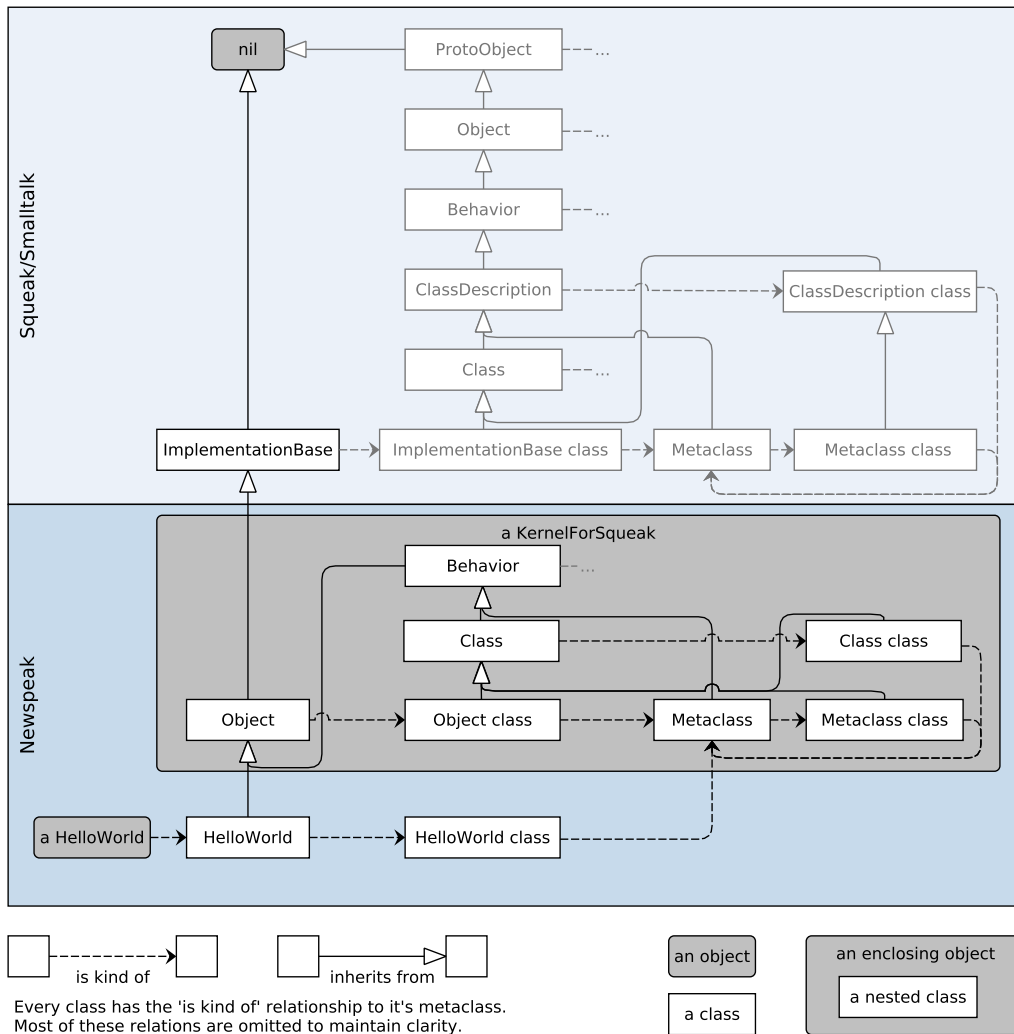 Squeak/Smalltalk
nil
ProtoObject
...
Object
...
Behavior
...
ClassDescription
ClassDescription class
Class
...
ImplementationBase
ImplementationBase class
Metaclass
Metaclass class
Newspeak
a KernelForSqueak
Behavior
...
Class
Class class
Object
Object class
Metaclass
Metaclass class
a HelloWorld
HelloWorld
HelloWorld class
is kind of
inherits from
an object
an enclosing object
a class
a nested class
Every class has the 'is kind of' relationship to it's metaclass.
Most of these relations are omitted to maintain clarity.